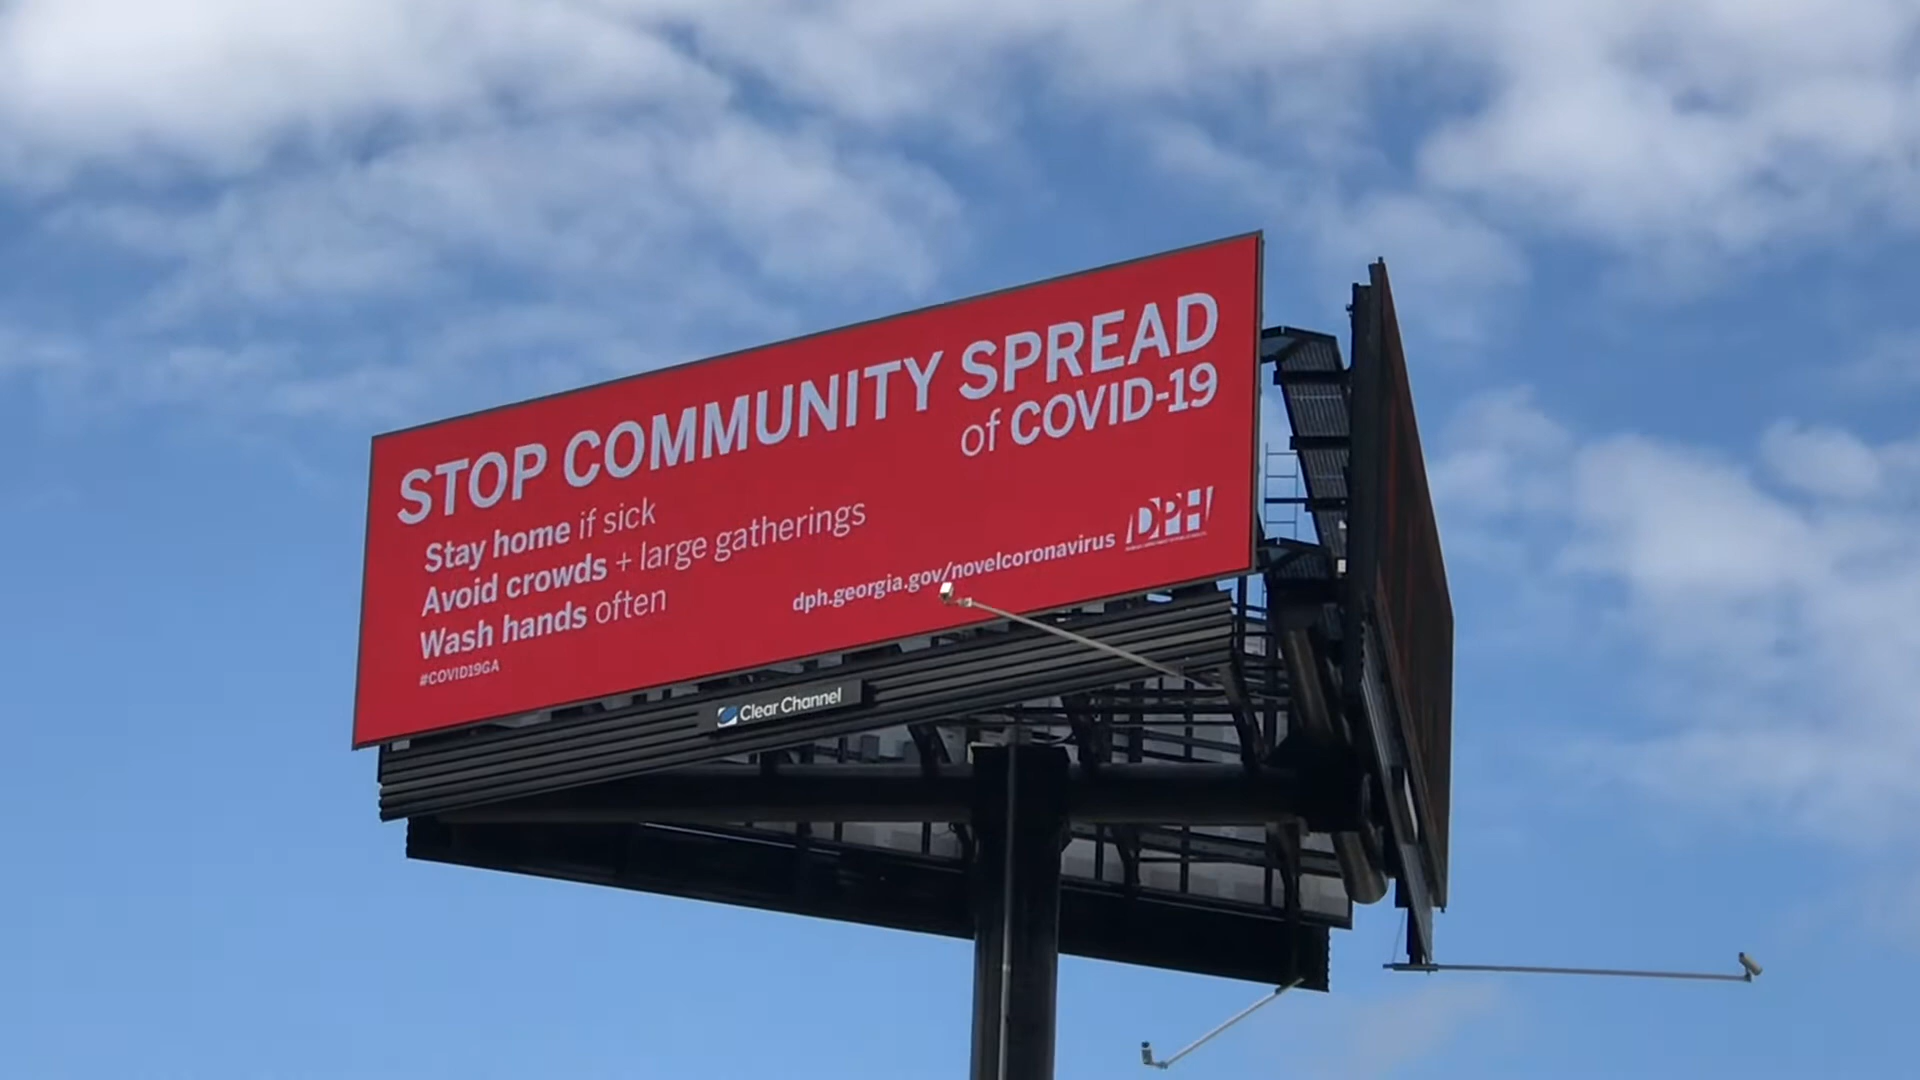 STOP COMMUNITY SPREAD
of COVID-19
Stay home if sick
Avoid crowds + large gatherings
Wash hands often
#COVID19GA
dph.georgia.gov/novelcoronavirus
DPH
Clear Channel